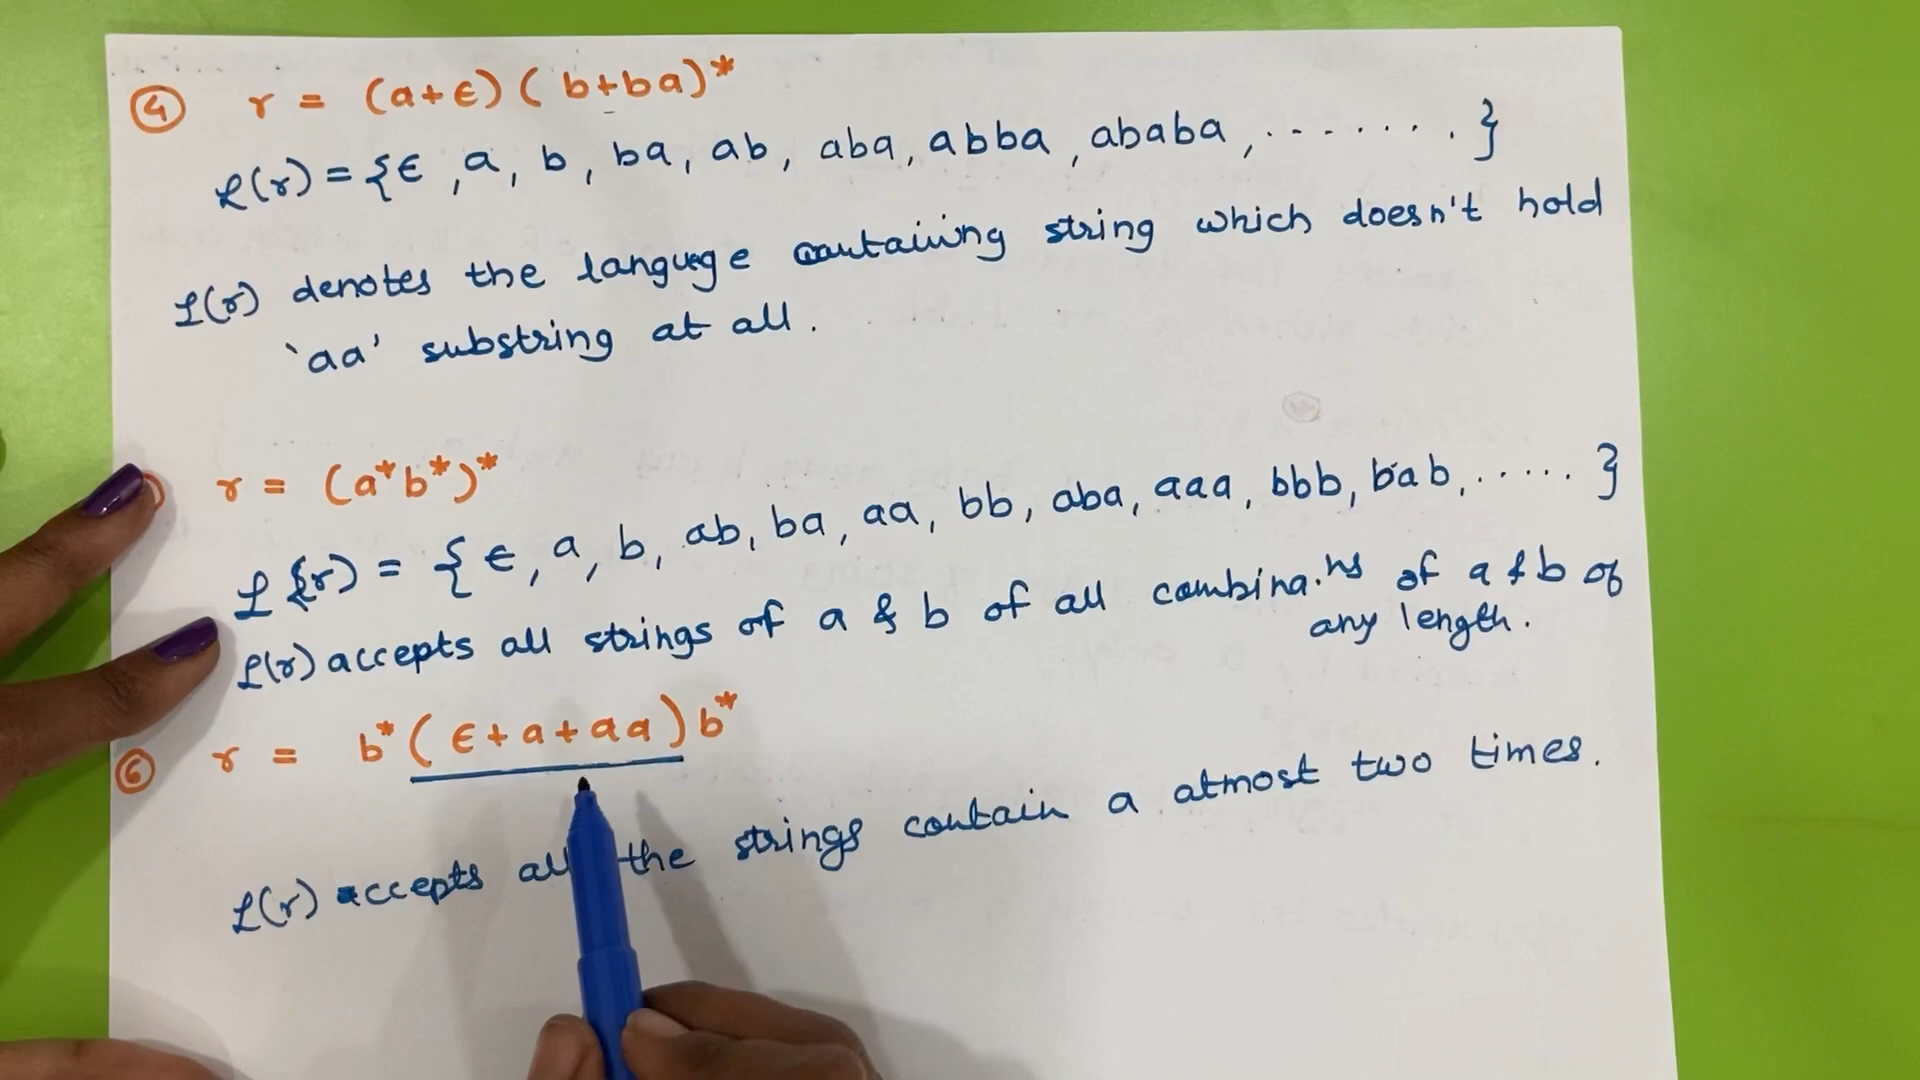 ④ r = (a+ϵ) (b+ba)*
L(r) = {ϵ, a, b, ba, ab, aba, abba, ababa, ........}
L(r) denotes the languge containing string which doesn't hold
'aa' substring at all.
r = (a*b*)*
L(r) = {ϵ, a, b, ab, ba, aa, bb, aba, aaa, bbb, bab, ......}
L(r) accepts all strings of a & b of all combina.ns of a & b of
any length.
⑥ r = b*(ϵ+a+aa)b*
L(r) accepts all the strings contain a atmost two times.